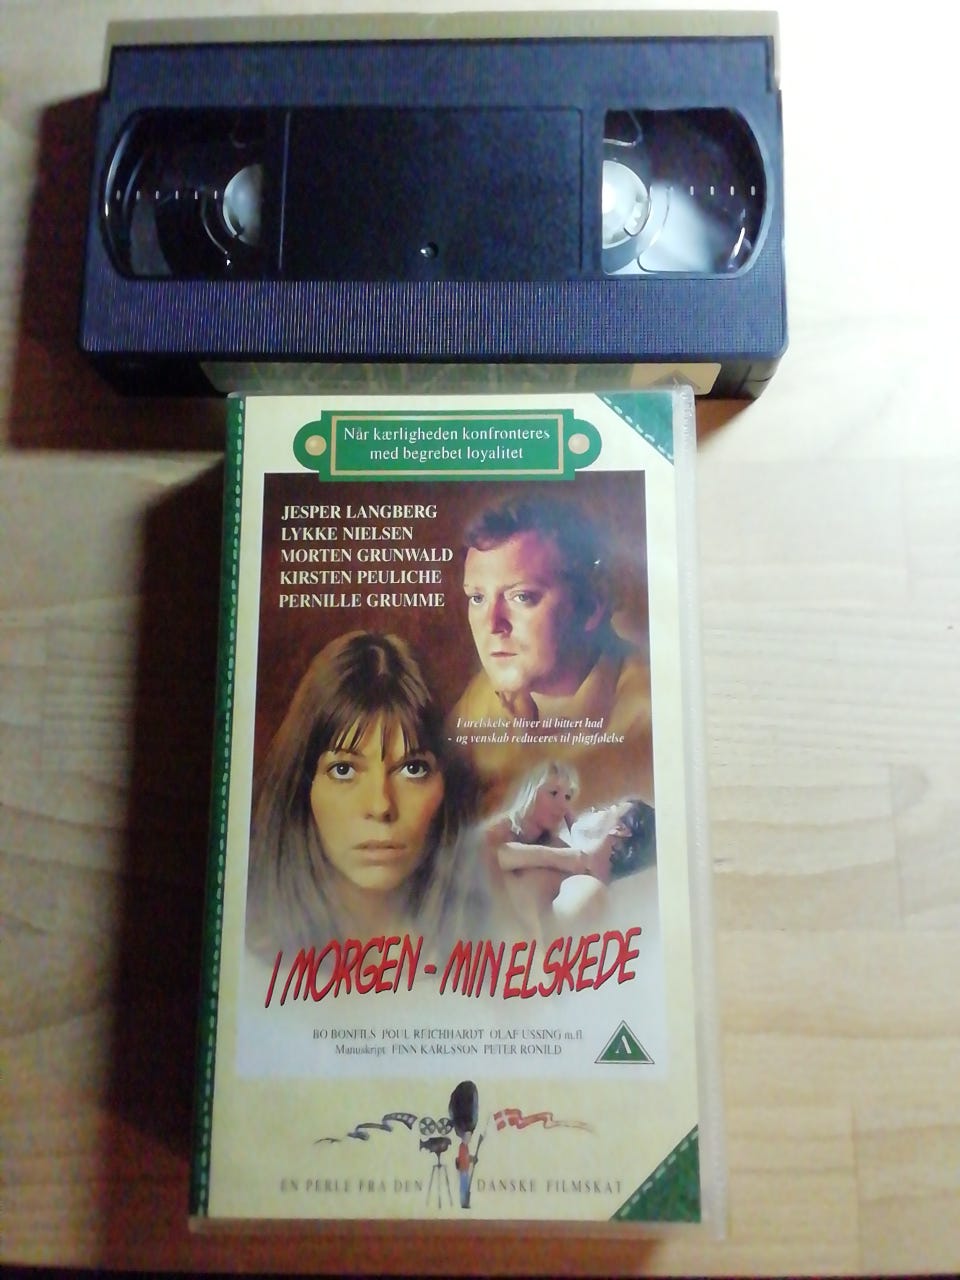 Når kærligheden konfronteres
med begrebet loyalitet
JESPER LANGBERG
LYKKE NIELSEN
MORTEN GRUNWALD
KIRSTEN PEULICHE
PERNILLE GRUMME
Forelskelse bliver til bittert had
- og venskab reduceres til pligtfølelse
I MORGEN - MIN ELSKEDE
BO BONFILS POUL REICHHARDT OLAF USSING m.fl.
Manuskript: FINN KARLSSON PETER RONILD
A
EN PERLE FRA DEN DANSKE FILMSKAT